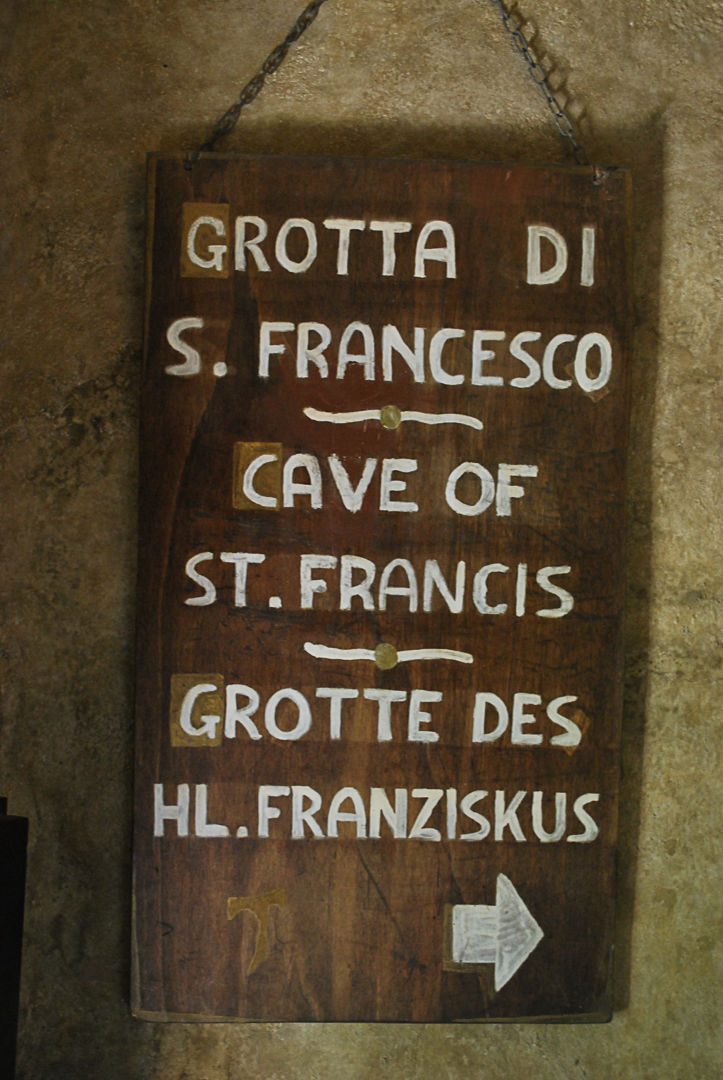 GROTTA DI
S. FRANCESCO
CAVE OF
ST. FRANCIS
GROTTE DES
HL. FRANZISKUS